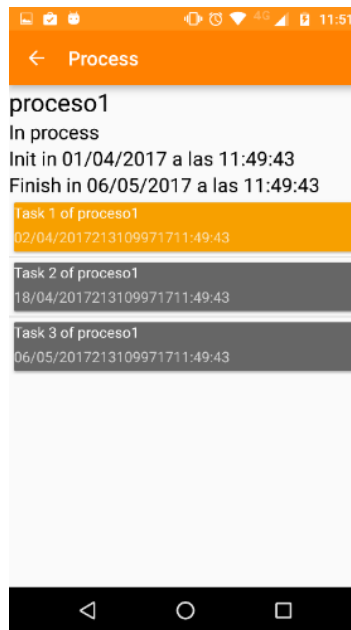 4G 11:51
Process
proceso1
In process
Init in 01/04/2017 a las 11:49:43
Finish in 06/05/2017 a las 11:49:43
Task 1 of proceso1
02/04/2017213109971711:49:43
Task 2 of proceso1
18/04/2017213109971711:49:43
Task 3 of proceso1
06/05/2017213109971711:49:43